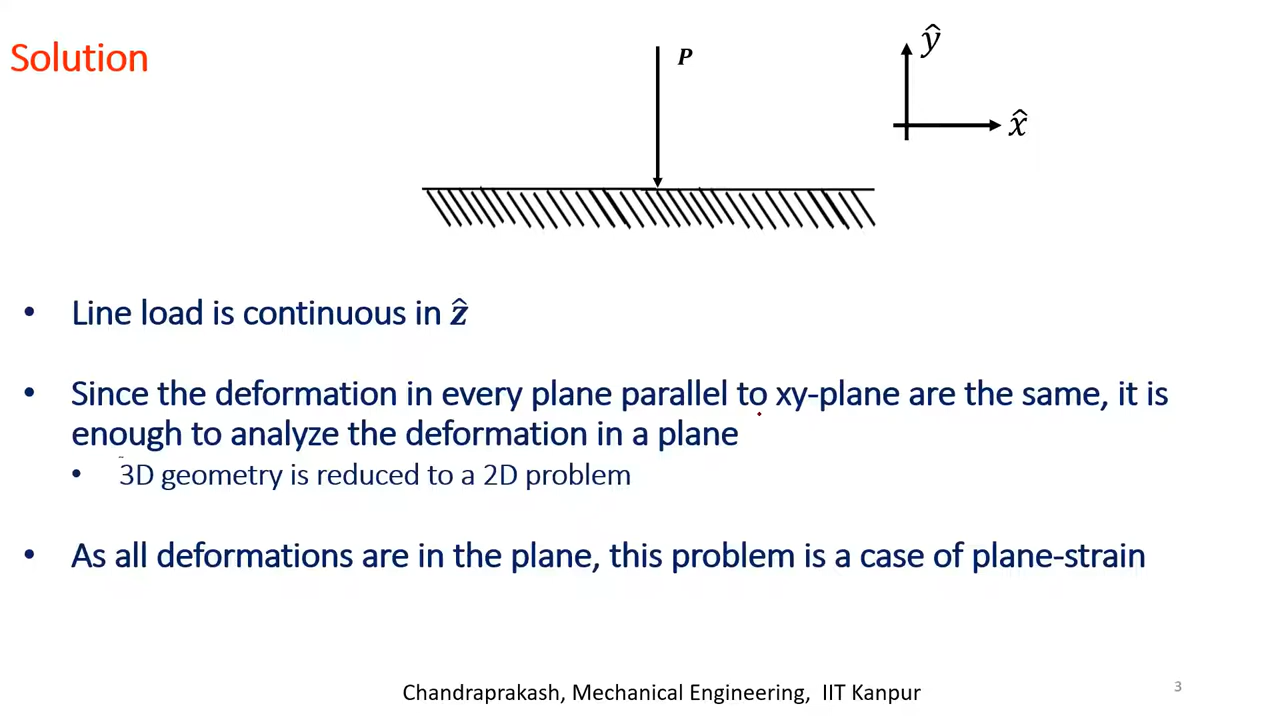 Solution
P
ŷ
x̂
• Line load is continuous in ẑ
• Since the deformation in every plane parallel to xy-plane are the same, it is
enough to analyze the deformation in a plane
• 3D geometry is reduced to a 2D problem
• As all deformations are in the plane, this problem is a case of plane-strain
Chandraprakash, Mechanical Engineering, IIT Kanpur
3